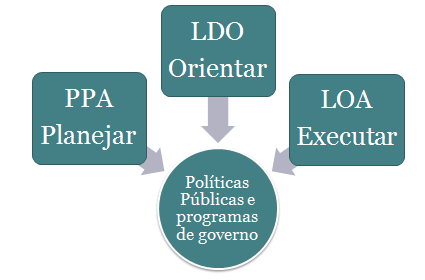 PPA
Planejar
LDO
Orientar
LOA
Executar
Políticas
Públicas e
programas
de governo